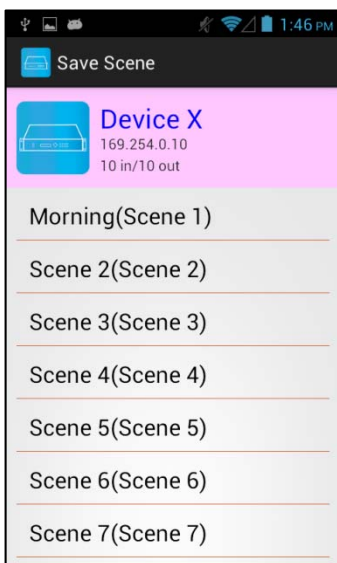 1:46 PM
Save Scene
Device X
169.254.0.10
10 in/10 out
Morning(Scene 1)
Scene 2(Scene 2)
Scene 3(Scene 3)
Scene 4(Scene 4)
Scene 5(Scene 5)
Scene 6(Scene 6)
Scene 7(Scene 7)